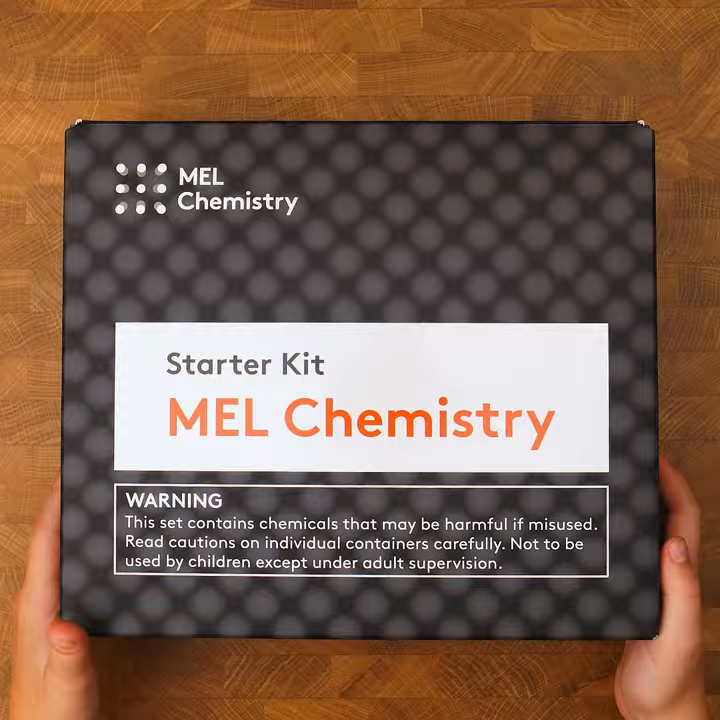 MEL
Chemistry
Starter Kit
MEL Chemistry
WARNING
This set contains chemicals that may be harmful if misused.
Read cautions on individual containers carefully. Not to be
used by children except under adult supervision.